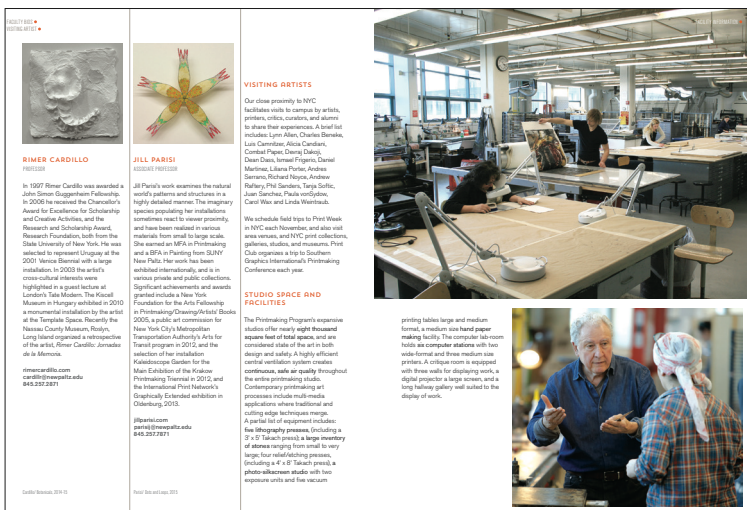 FACULTY BIOS
VISITING ARTIST
FACILITY INFORMATION
RIMER CARDILLO
PROFESSOR
In 1997 Rimer Cardillo was awarded a
John Simon Guggenheim Fellowship.
In 2006 he received the Chancellor's
Award for Excellence for Scholarship
and Creative Activities, and the
Research and Scholarship Award,
Research Foundation, both from the
State University of New York. He was
selected to represent Uruguay at the
2001 Venice Biennial with a large
installation. In 2003 the artist's
cross-cultural interests were
highlighted in a guest lecture at
London's Tate Modern. The Kiscell
Museum in Hungary exhibited in 2010
a monumental installation by the artist
at the Template Space. Recently the
Nassau County Museum, Roslyn,
Long Island organized a retrospective
of the artist, Rimer Cardillo: Jornadas
de la Memoria.
rimercardillo.com
cardillr@newpaltz.edu
845.257.2871
JILL PARISI
ASSOCIATE PROFESSOR
Jill Parisi's work examines the natural
world's patterns and structures in a
highly detailed manner. The imaginary
species populating her installations
sometimes react to viewer proximity,
and have been realized in various
materials from small to large scale.
She earned an MFA in Printmaking
and a BFA in Painting from SUNY
New Paltz. Her work has been
exhibited internationally, and is in
various private and public collections.
Significant achievements and awards
granted include a New York
Foundation for the Arts Fellowship
in Printmaking/Drawing/Artists' Books
2005, a public art commission for
New York City's Metropolitan
Transportation Authority's Arts for
Transit program in 2012, and the
selection of her installation
Kaleidoscope Garden for the
Main Exhibition of the Krakow
Printmaking Triennial in 2012, and
the International Print Network's
Graphically Extended exhibition in
Oldenburg, 2013.
jillparisi.com
parisij@newpaltz.edu
845.257.7871
VISITING ARTISTS
Our close proximity to NYC
facilitates visits to campus by artists,
printers, critics, curators, and alumni
to share their experiences. A brief list
includes: Lynn Allen, Charles Beneke,
Luis Camnitzer, Alicia Candiani,
Combat Paper, Devraj Dakoji,
Dean Dass, Ismael Frigerio, Daniel
Martinez, Liliana Porter, Andres
Serrano, Richard Noyce, Andrew
Raftery, Phil Sanders, Tanja Softic,
Juan Sanchez, Paula vonSydow,
Carol Wax and Linda Weintraub.
We schedule field trips to Print Week
in NYC each November, and also visit
area venues, and NYC print collections,
galleries, studios, and museums. Print
Club organizes a trip to Southern
Graphics International's Printmaking
Conference each year.
STUDIO SPACE AND
FACILITIES
The Printmaking Program's expansive
studios offer nearly eight thousand
square feet of total space, and are
considered state of the art in both
design and safety. A highly efficient
central ventilation system creates
continuous, safe air quality throughout
the entire printmaking studio.
Contemporary printmaking art
processes include multi-media
applications where traditional and
cutting edge techniques merge.
A partial list of equipment includes:
five lithography presses, (including a
3' x 5' Takach press); a large inventory
of stones ranging from small to very
large; four relief/etching presses,
(including a 4' x 8' Takach press), a
photo-silkscreen studio with two
exposure units and five vacuum
printing tables large and medium
format, a medium size hand paper
making facility. The computer lab-room
holds six computer stations with two
wide-format and three medium size
printers. A critique room is equipped
with three walls for displaying work, a
digital projector a large screen, and a
long hallway gallery well suited to the
display of work.